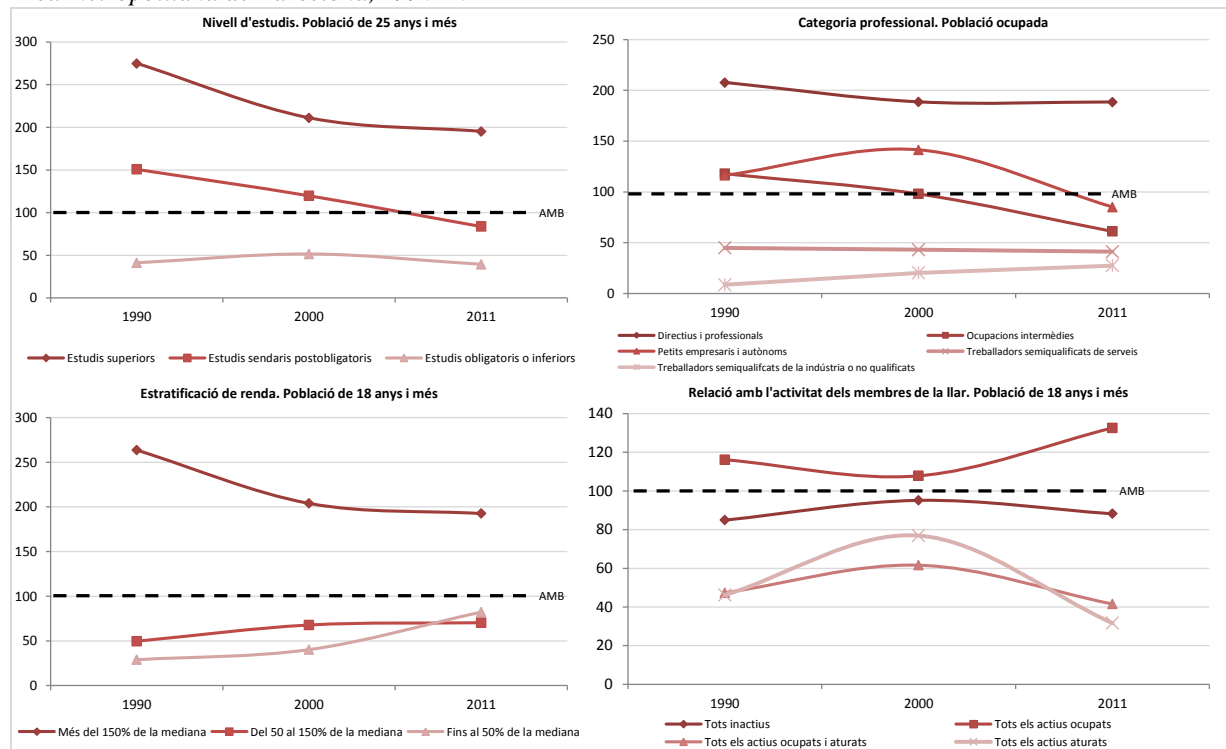 Nivell d'estudis. Població de 25 anys i més
300
250
200
150
100
50
0
AMB
1990 2000 2011
Estudis superiors Estudis sendaris postobligatoris Estudis obligatoris o inferiors
Categoria professional. Població ocupada
250
200
150
100
50
0
AMB
1990 2000 2011
Directius i professionals Ocupacions intermèdies
Petits empresaris i autònoms Treballadors semiqualificats de serveis
Treballadors semiqualifcats de la indústria o no qualificats
Estratificació de renda. Població de 18 anys i més
300
250
200
150
100
50
0
AMB
1990 2000 2011
Més del 150% de la mediana Del 50 al 150% de la mediana Fins al 50% de la mediana
Relació amb l'activitat dels membres de la llar. Població de 18 anys i més
140
120
100
80
60
40
20
0
AMB
1990 2000 2011
Tots inactius Tots els actius ocupats
Tots els actius ocupats i aturats Tots els actius aturats